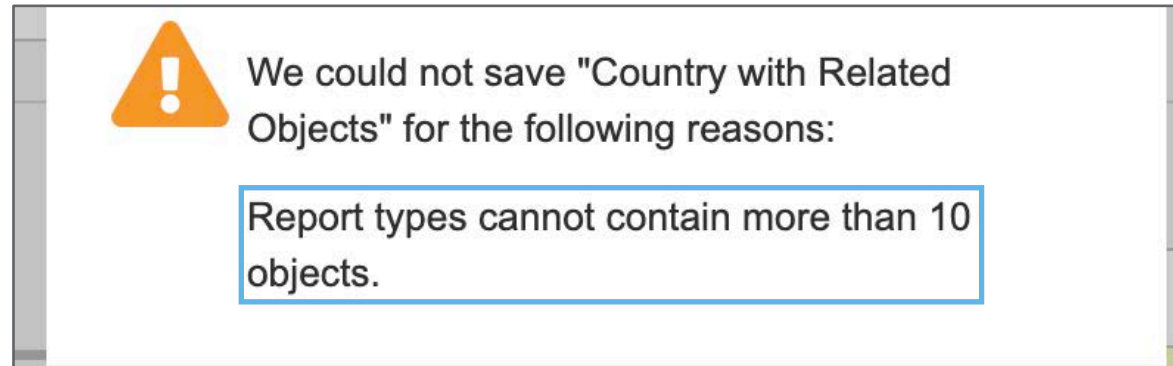 We could not save "Country with Related
Objects" for the following reasons:
Report types cannot contain more than 10
objects.